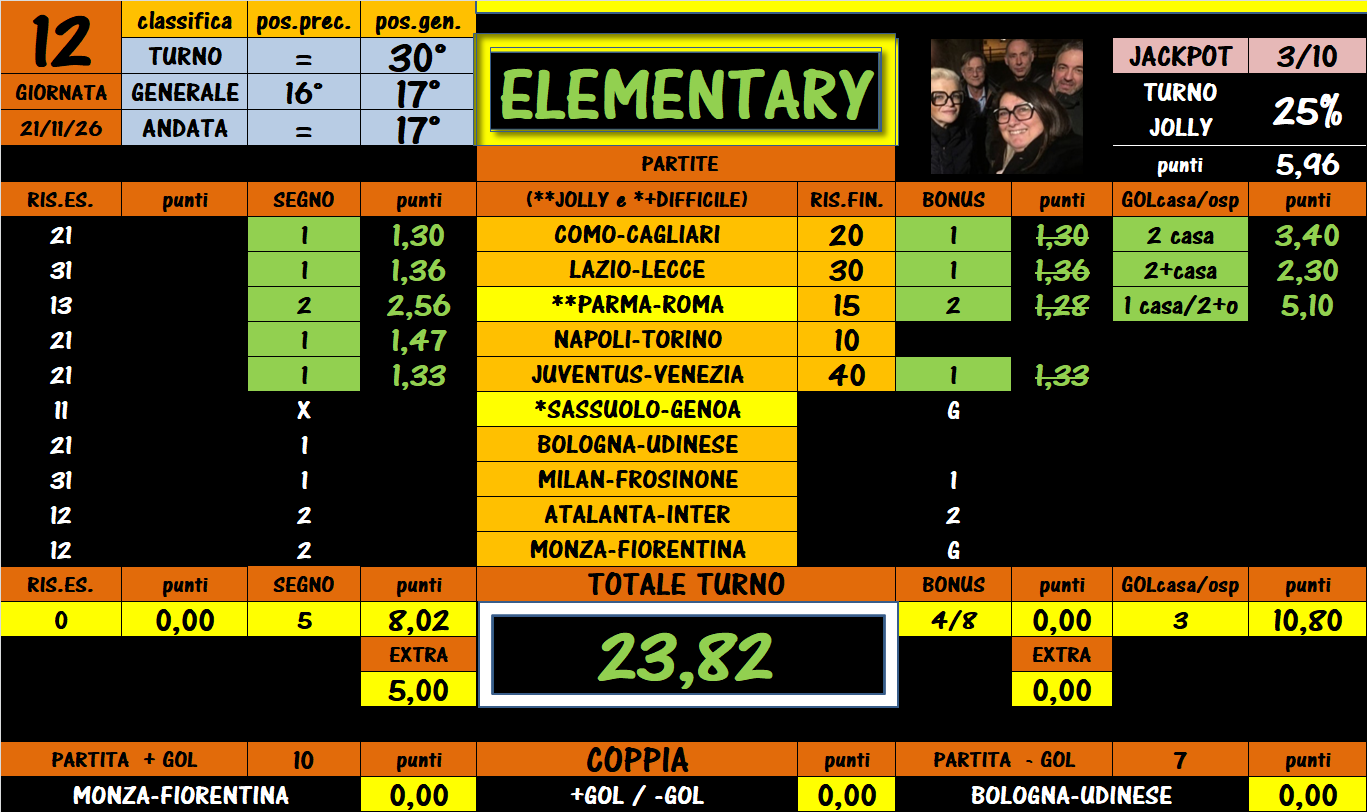 12 classifica pos.prec. pos.gen.
TURNO = 30° ELEMENTARY JACKPOT 3/10
GIORNATA GENERALE 16° 17° TURNO JOLLY 25%
21/11/26 ANDATA = 17°
PARTITE punti 5,96
RIS.ES. punti SEGNO punti (**JOLLY e *+DIFFICILE) RIS.FIN. BONUS punti GOLcasa/osp punti
21 1 1,30 COMO-CAGLIARI 20 1 1,30 2 casa 3,40
31 1 1,36 LAZIO-LECCE 30 1 1,36 2+casa 2,30
13 2 2,56 **PARMA-ROMA 15 2 1,28 1 casa/2+o 5,10
21 1 1,47 NAPOLI-TORINO 10
21 1 1,33 JUVENTUS-VENEZIA 40 1 1,33
11 X *SASSUOLO-GENOA G
21 1 BOLOGNA-UDINESE
31 1 MILAN-FROSINONE 1
12 2 ATALANTA-INTER 2
12 2 MONZA-FIORENTINA G
RIS.ES. punti SEGNO punti TOTALE TURNO BONUS punti GOLcasa/osp punti
0 0,00 5 8,02 4/8 0,00 3 10,80
EXTRA 23,82 EXTRA
5,00 0,00
PARTITA + GOL 10 punti COPPIA punti PARTITA - GOL 7 punti
MONZA-FIORENTINA 0,00 +GOL / -GOL 0,00 BOLOGNA-UDINESE 0,00